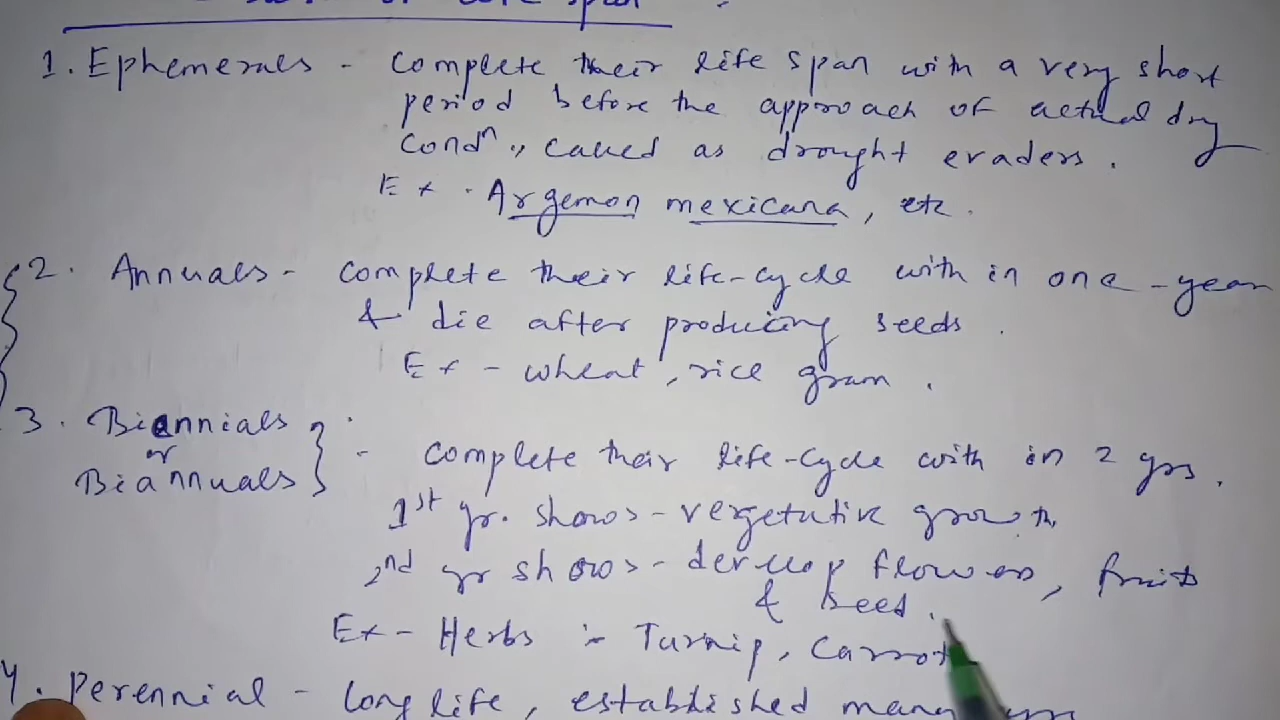 life span
1. Ephemerals - complete their life span with a very short
period before the approach of actual dry
condn., called as drought evaders.
Ex. Argemon mexicana, etc.
2. Annuals - complete their life-cycle with in one-year
& die after producing seeds.
Ex - wheat, rice gram.
3. Biennials
or
Biannuals
- complete their life-cycle with in 2 yrs.
1st yr. shows - vergetative growth
2nd yr shows - develop flowers, fruits
& seed.
Ex - Herbs :- Turnip, Carrot
4. Perennial - long life, established many